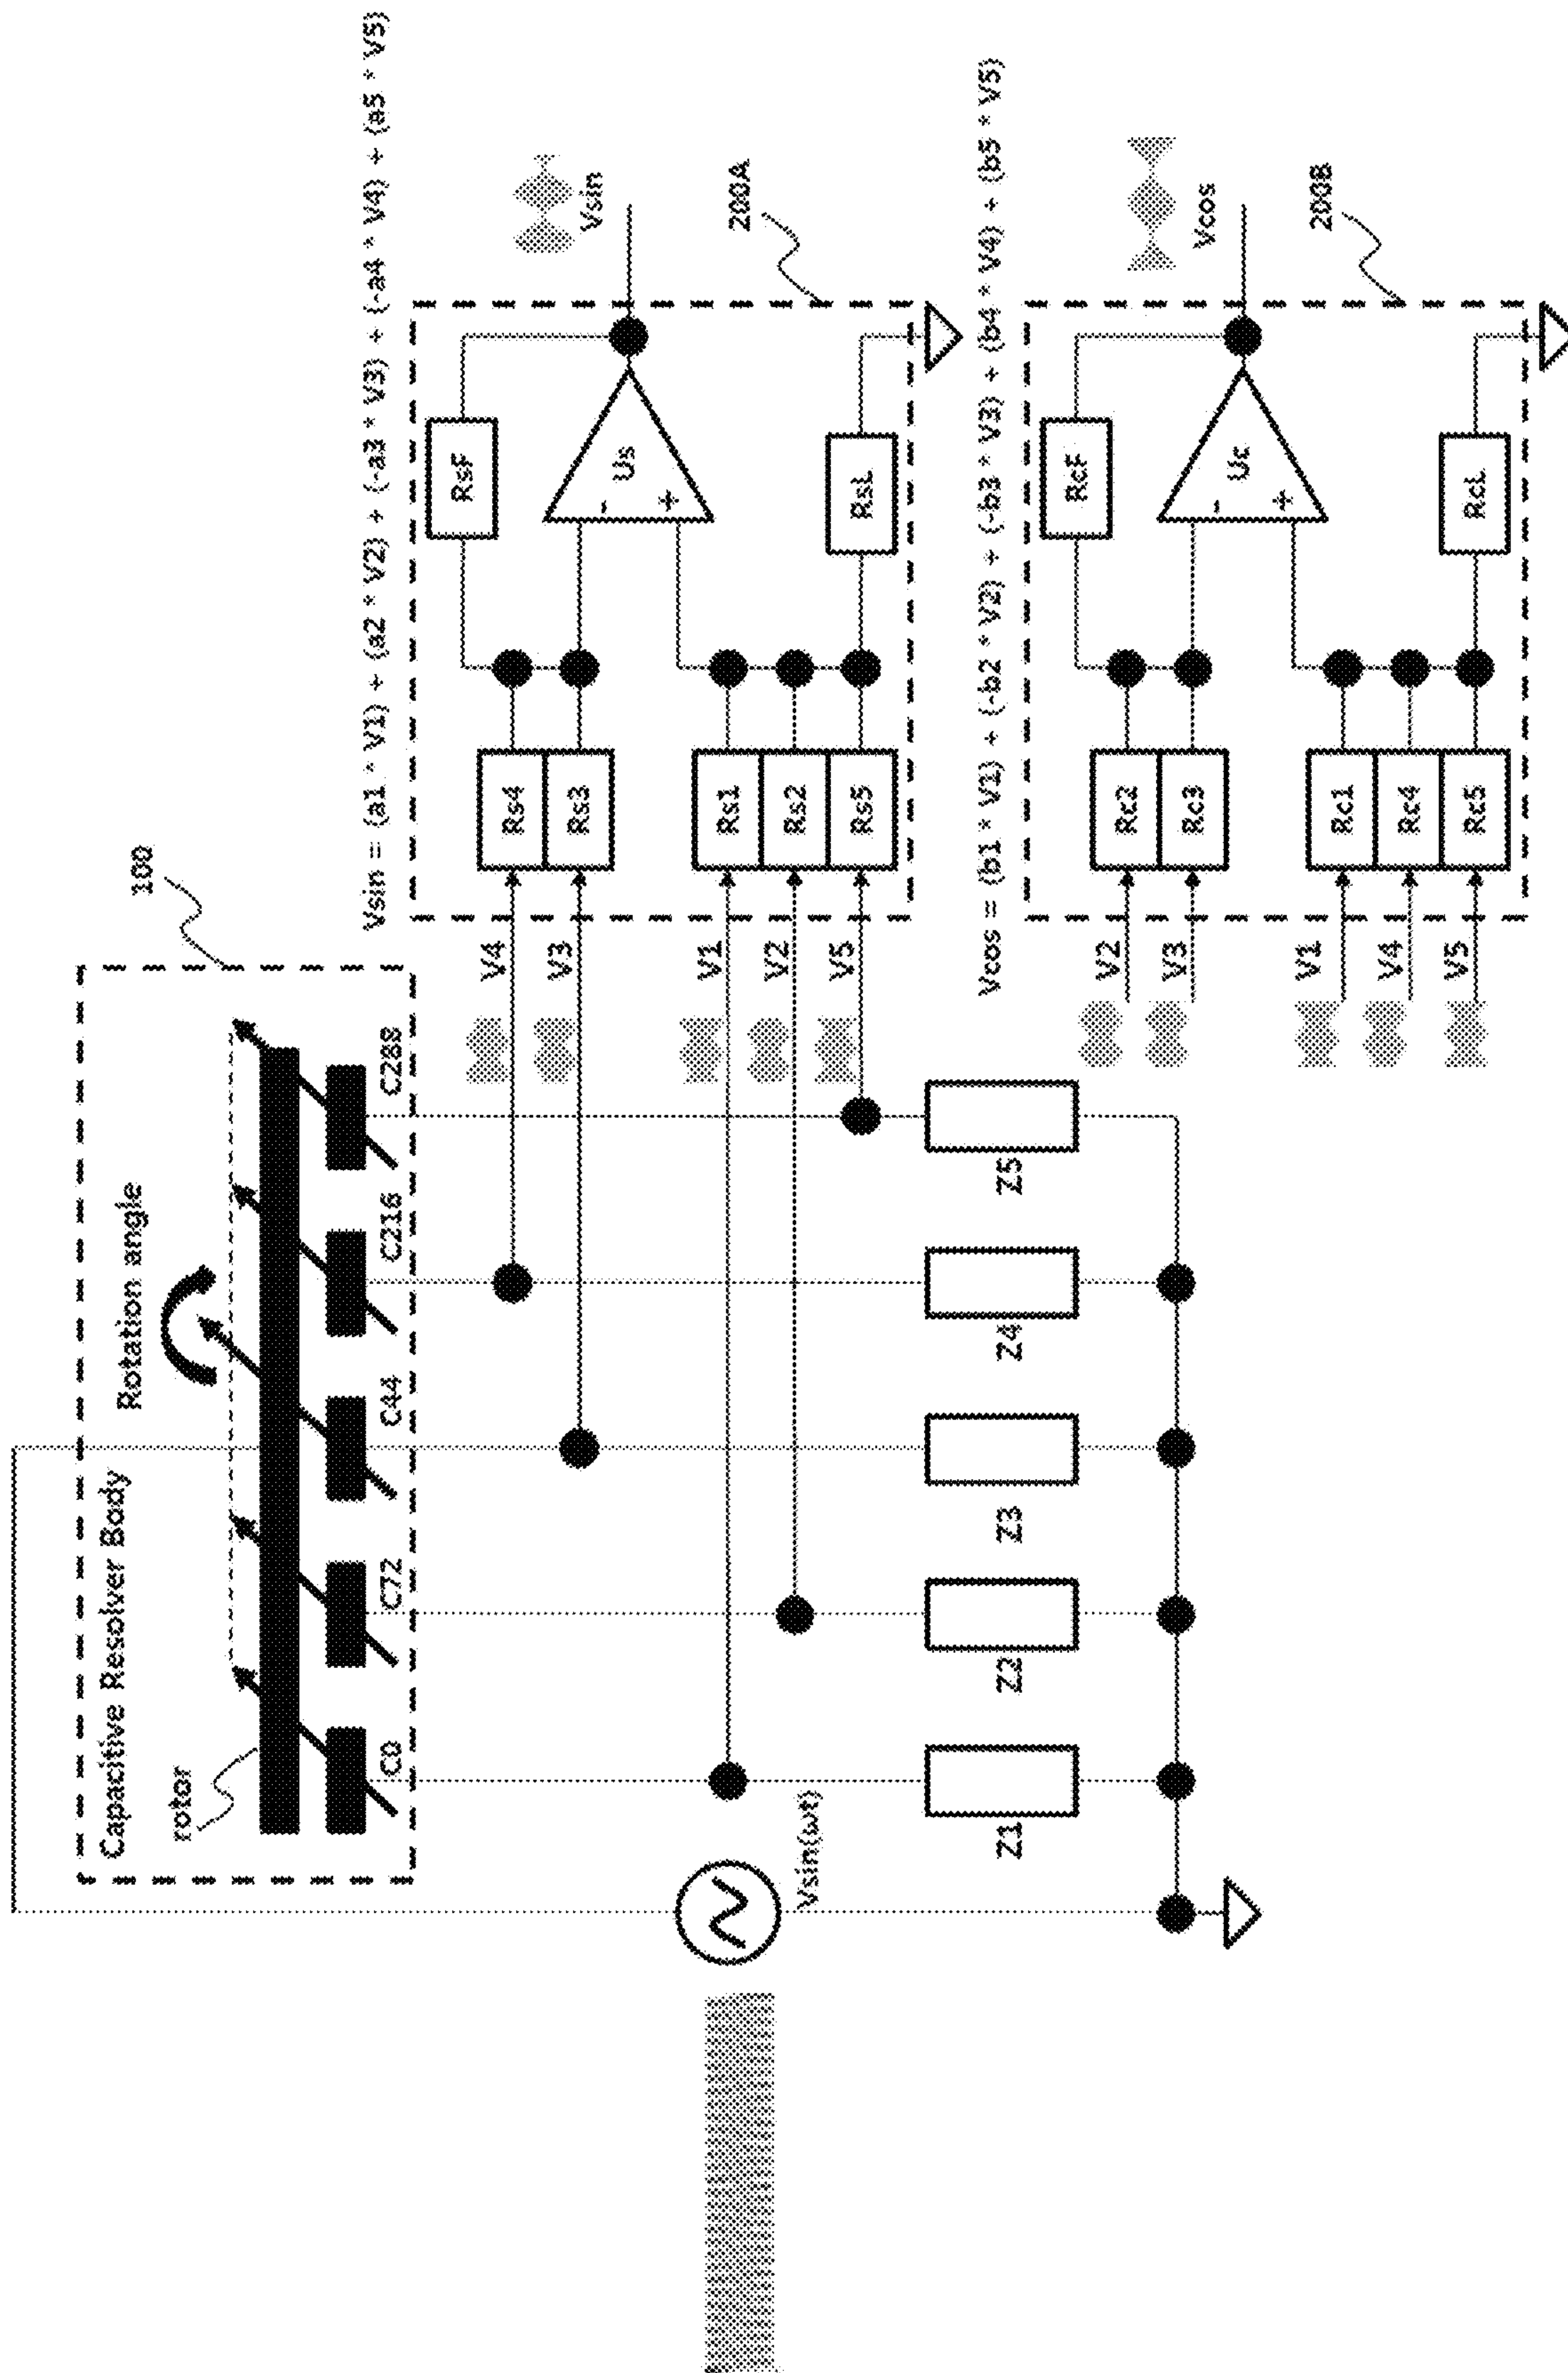 100
Capacitive Resolver Body
Rotation angle
rotor
C0
C72
C44
C216
C288
Vsin = (a1 * V1) + (a2 * V2) + (-a3 * V3) + (-a4 * V4) + (a5 * V5)
V4
V3
V1
V2
V5
Rs4
Rs3
Rs1
Rs2
Rs5
RsF
Us
-
+
RsL
Vsin
200A
Vsin(ωt)
Z1
Z2
Z3
Z4
Z5
Vcos = (b1 * V1) + (-b2 * V2) + (-b3 * V3) + (b4 * V4) + (b5 * V5)
V2
V3
V1
V4
V5
Rc2
Rc3
Rc1
Rc4
Rc5
RcF
Uc
-
+
RcL
Vcos
200B